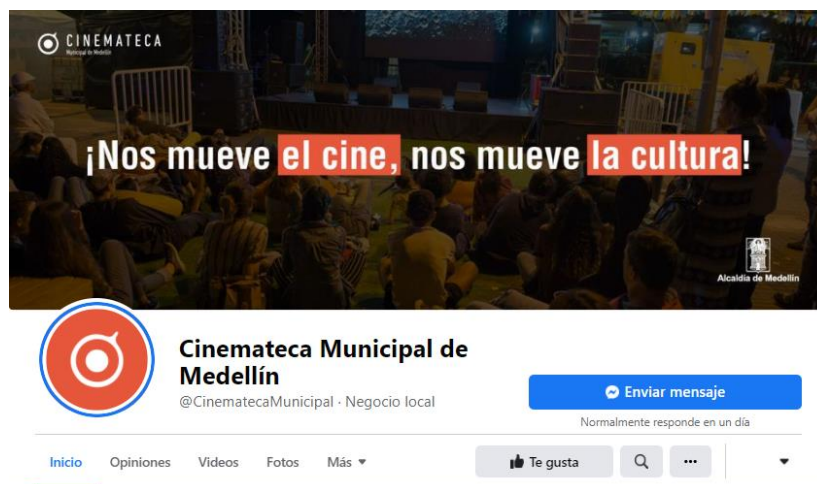 CINEMATECA
Municipal de Medellín
¡Nos mueve el cine, nos mueve la cultura!
Alcaldía de Medellín
Cinemateca Municipal de
Medellín
@CinematecaMunicipal · Negocio local
Enviar mensaje
Normalmente responde en un día
Inicio Opiniones Videos Fotos Más Te gusta